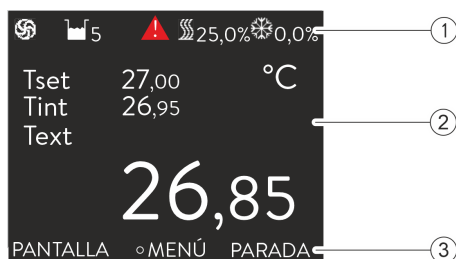 5 25,0% 0,0% 1
Tset 27,00 °C
Tint 26,95
Text
2
26,85
PANTALLA ○MENÚ PARADA 3